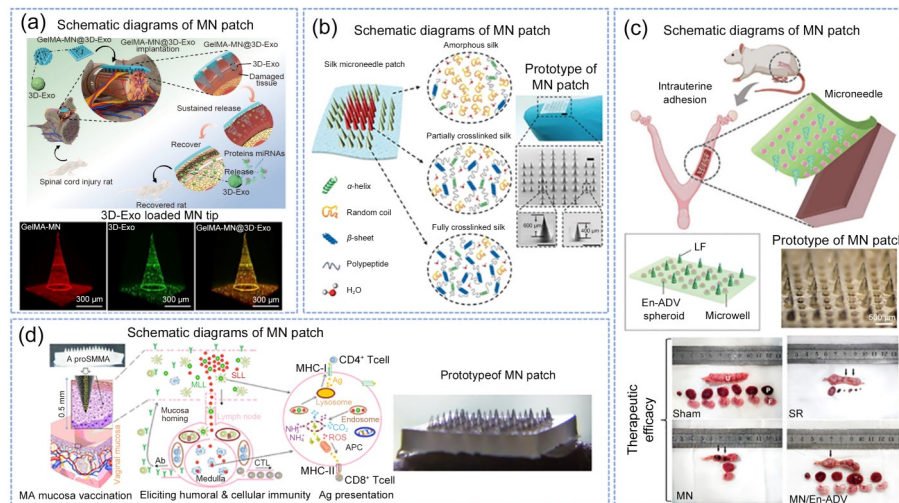 (a)
Schematic diagrams of MN patch
GelMA-MN@3D-Exo
GelMA-MN@3D-Exo
implantation
GelMA-MN@3D-Exo
3D-Exo
Damaged
tissue
3D-Exo
Sustained release
Recover
Proteins miRNAs
Release
3D-Exo
Spinal cord injury rat
Recovered rat
3D-Exo loaded MN tip
GelMA-MN
3D-Exo
GelMA-MN@3D-Exo
300 μm
300 μm
300 μm
(b)
Schematic diagrams of MN patch
Amorphous silk
Silk microneedle patch
Prototype of
MN patch
Partially crosslinked silk
α-helix
Random coil
β-sheet
Polypeptide
H₂O
Fully crosslinked silk
600 μm
400 μm
(c)
Schematic diagrams of MN patch
Intrauterine
adhesion
Microneedle
LF
En-ADV
spheroid
Microwell
Prototype of MN patch
500 μm
Therapeutic
efficacy
Sham
SR
MN
MN/En-ADV
(d)
Schematic diagrams of MN patch
A proSMMA
0.5 mm
Vaginal mucosa
MA mucosa vaccination
MLL
SLL
Mucosa
homing
Lymph node
Ab
Medulla
CTL
Eliciting humoral & cellular immunity
MHC-I
CD4⁺ Tcell
Ag
Lysosome
Endosome
NH₃
NH₄⁺
CO₂
ROS
APC
MHC-II
CD8⁺ Tcell
Ag presentation
Prototypeof MN patch